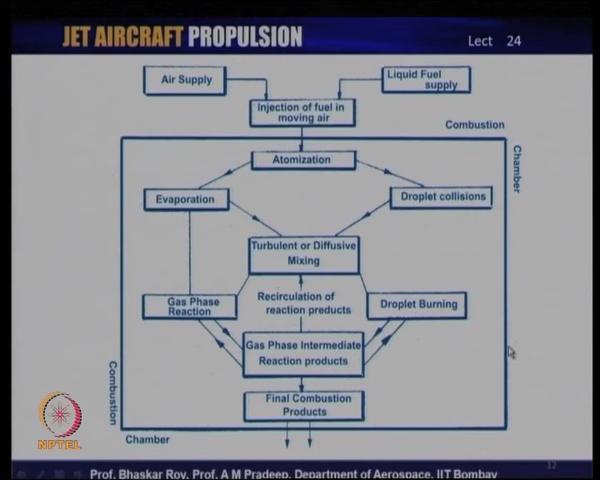 JET AIRCRAFT PROPULSION
Lect 24
Air Supply
Liquid Fuel
supply
Injection of fuel in
moving air
Combustion
Chamber
Atomization
Evaporation
Droplet collisions
Turbulent or Diffusive
Mixing
Gas Phase
Reaction
Recirculation of
reaction preducts
Droplet Burning
Gas Phase Intermediate
Reaction products
Final Combustion
Products
Combustion
Chamber
NPTEL
12
Prof. Bhaskar Roy, Prof. A M Pradeep, Department of Aerospace, IIT Bombay